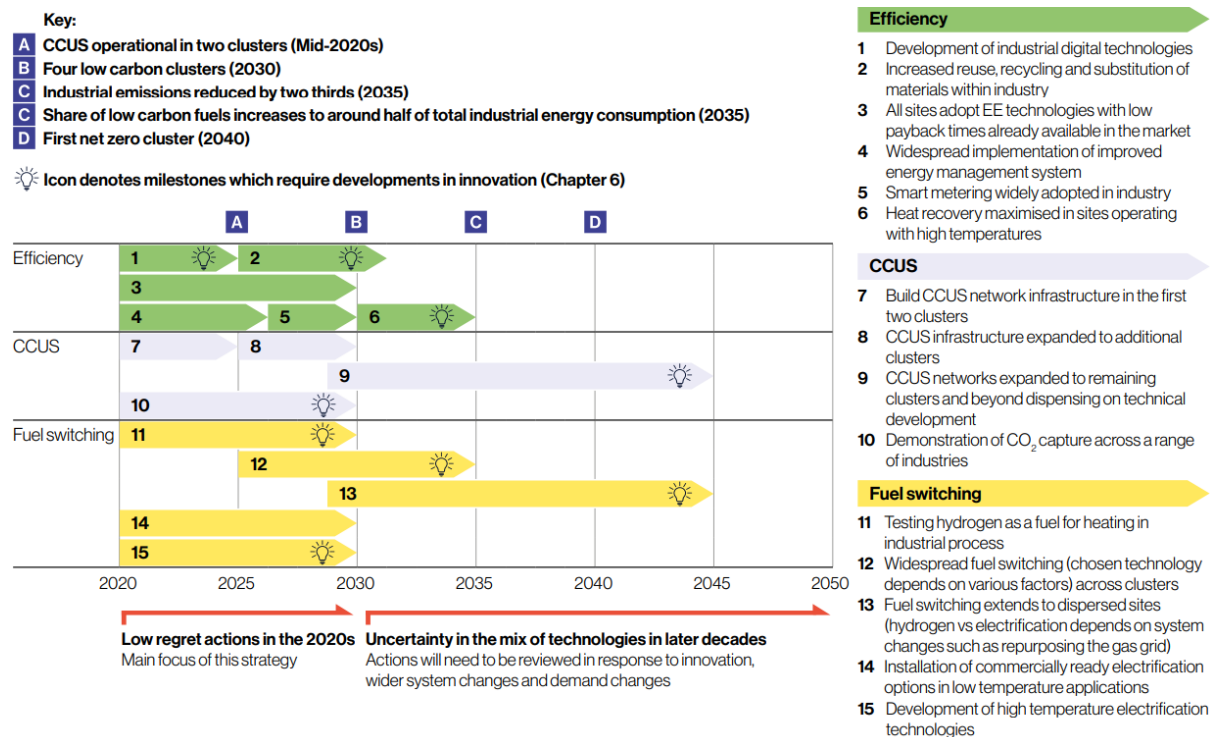 Key:
A CCUS operational in two clusters (Mid-2020s)
B Four low carbon clusters (2030)
C Industrial emissions reduced by two thirds (2035)
C Share of low carbon fuels increases to around half of total industrial energy consumption (2035)
D First net zero cluster (2040)
Icon denotes milestones which require developments in innovation (Chapter 6)
A B C D
Efficiency
1 2
3
4 5 6
CCUS
7 8
9
10
Fuel switching
11
12
13
14
15
2020 2025 2030 2035 2040 2045 2050
Low regret actions in the 2020s
Main focus of this strategy
Uncertainty in the mix of technologies in later decades
Actions will need to be reviewed in response to innovation,
wider system changes and demand changes
Efficiency
1 Development of industrial digital technologies
2 Increased reuse, recycling and substitution of
materials within industry
3 All sites adopt EE technologies with low
payback times already available in the market
4 Widespread implementation of improved
energy management system
5 Smart metering widely adopted in industry
6 Heat recovery maximised in sites operating
with high temperatures
CCUS
7 Build CCUS network infrastructure in the first
two clusters
8 CCUS infrastructure expanded to additional
clusters
9 CCUS networks expanded to remaining
clusters and beyond dispensing on technical
development
10 Demonstration of CO₂ capture across a range
of industries
Fuel switching
11 Testing hydrogen as a fuel for heating in
industrial process
12 Widespread fuel switching (chosen technology
depends on various factors) across clusters
13 Fuel switching extends to dispersed sites
(hydrogen vs electrification depends on system
changes such as repurposing the gas grid)
14 Installation of commercially ready electrification
options in low temperature applications
15 Development of high temperature electrification
technologies